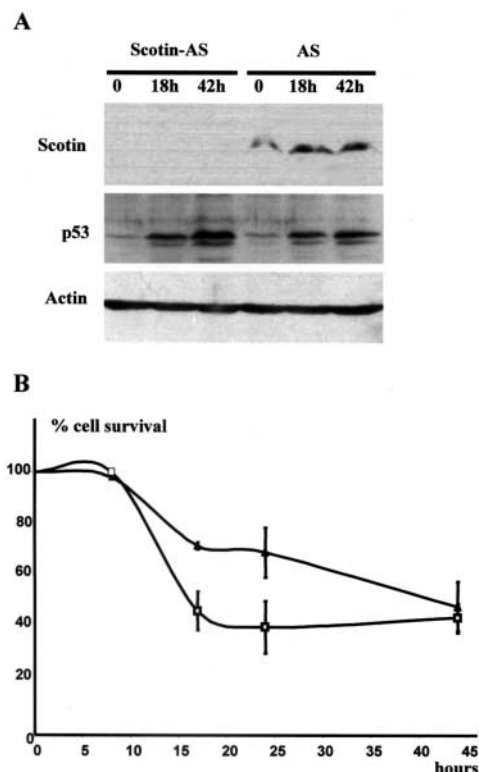 A
Scotin-AS AS
0 18h 42h 0 18h 42h
Scotin
p53
Actin
B
% cell survival
100
80
60
40
20
0
0 5 10 15 20 25 30 35 40 45
hours